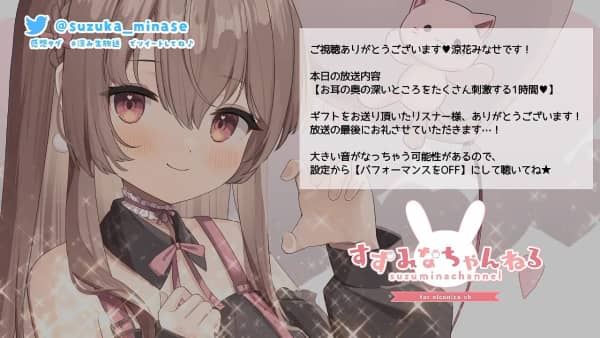 @suzuka_minase
感想タグ #涼み生放送 でツイートしてね♪
ご視聴ありがとうございます♥涼花みなせです！
本日の放送内容
【お耳の奥の深いところをたくさん刺激する1時間♥】
ギフトをお送り頂いたリスナー様、ありがとうございます！
放送の最後にお礼させていただきます…！
大きい音がなっちゃう可能性があるので、
設定から【パフォーマンスをOFF】にして聴いてね★
すずみなちゃんねる
suzuminachannel
for niconico ch